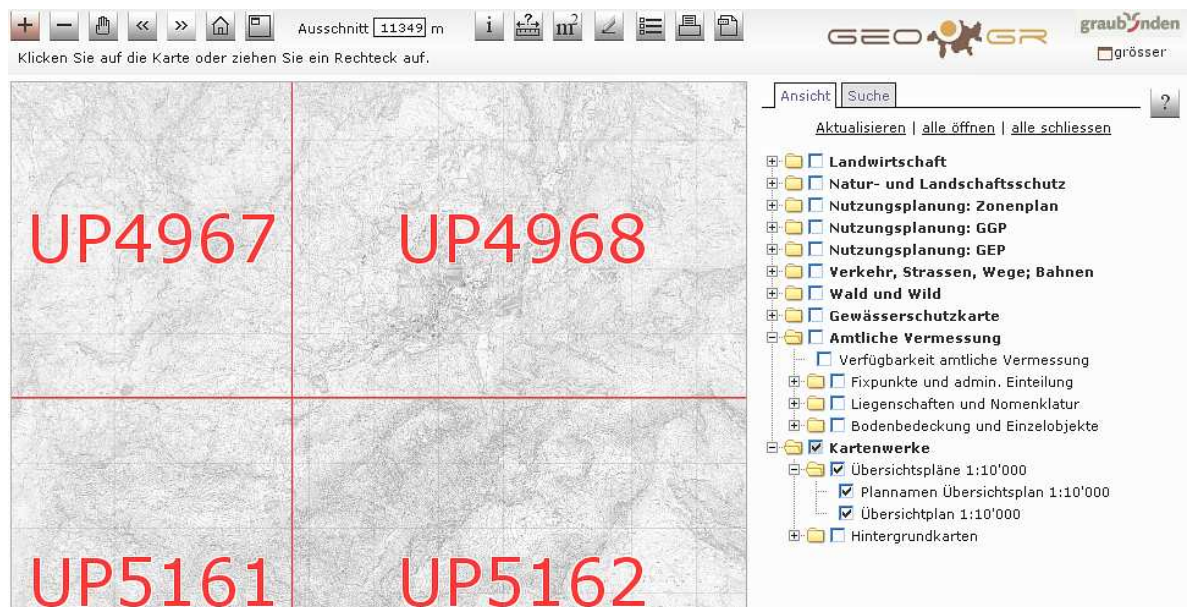 Ausschnitt 11349 m
i
?
m²
GEO GR
graubünden
grösser
Klicken Sie auf die Karte oder ziehen Sie ein Rechteck auf.
Ansicht Suche
?
Aktualisieren | alle öffnen | alle schliessen
Landwirtschaft
Natur- und Landschaftsschutz
Nutzungsplanung: Zonenplan
Nutzungsplanung: GGP
Nutzungsplanung: GEP
Verkehr, Strassen, Wege; Bahnen
Wald und Wild
Gewässerschutzkarte
Amtliche Vermessung
Verfügbarkeit amtliche Vermessung
Fixpunkte und admin. Einteilung
Liegenschaften und Nomenklatur
Bodenbedeckung und Einzelobjekte
Kartenwerke
Übersichtspläne 1:10'000
Plannamen Übersichtsplan 1:10'000
Übersichtplan 1:10'000
Hintergrundkarten
UP4967 UP4968
UP5161 UP5162